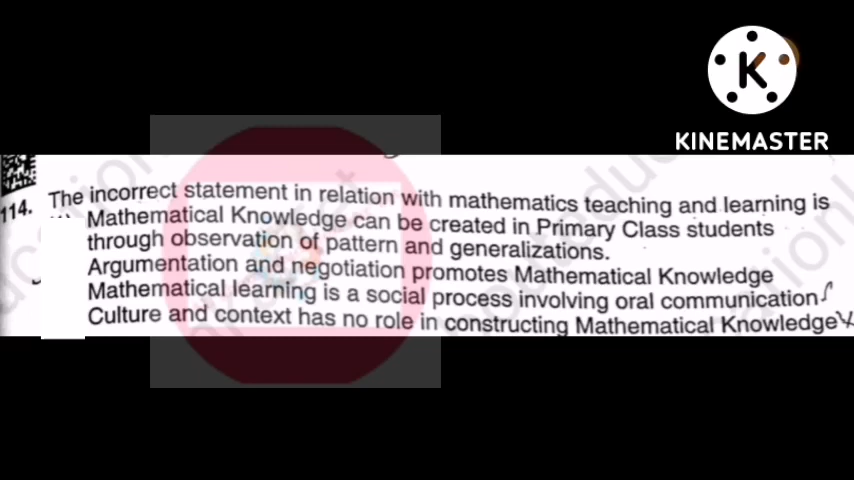 KINEMASTER
114. The incorrect statement in relation with mathematics teaching and learning is
Mathematical Knowledge can be created in Primary Class students
through observation of pattern and generalizations.
Argumentation and negotiation promotes Mathematical Knowledge
Mathematical learning is a social process involving oral communication
Culture and context has no role in constructing Mathematical Knowledge